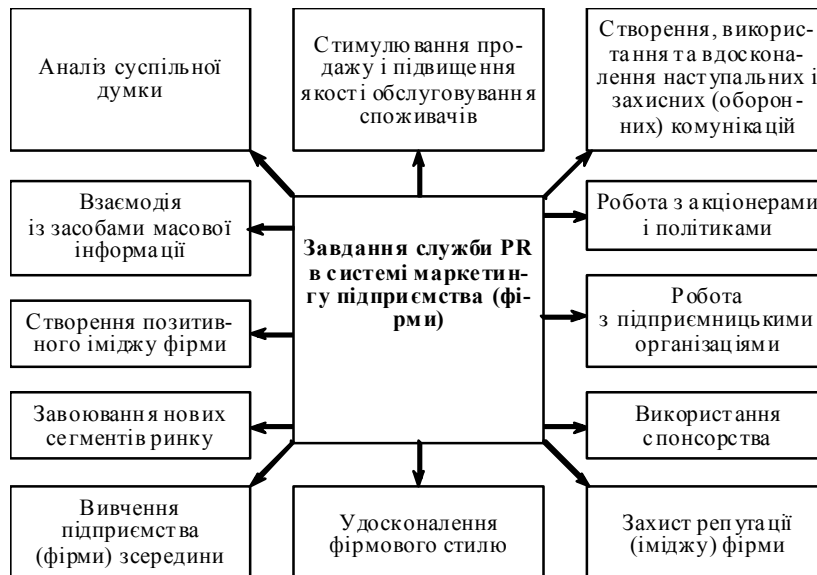 Аналіз суспільної
думки
Стимулювання про-
дажу і підвищення
якості обслуговування
споживачів
Створення, викорис-
тання та вдоскона-
лення наступальних і
захисних (оборон-
них) комунікацій
Взаємодія
із засобами масової
інформації
Завдання служби PR
в системі маркетин-
гу підприємства (фі-
рми)
Робота з акціонерами
і політиками
Створення позитив-
ного іміджу фірми
Робота
з підприємницькими
організаціями
Завоювання нових
сегментів ринку
Використання
спонсорства
Вивчення
підприємства
(фірми) зсередини
Удосконалення
фірмового стилю
Захист репутації
(іміджу) фірми